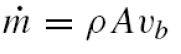 ṁ = ρAv_b